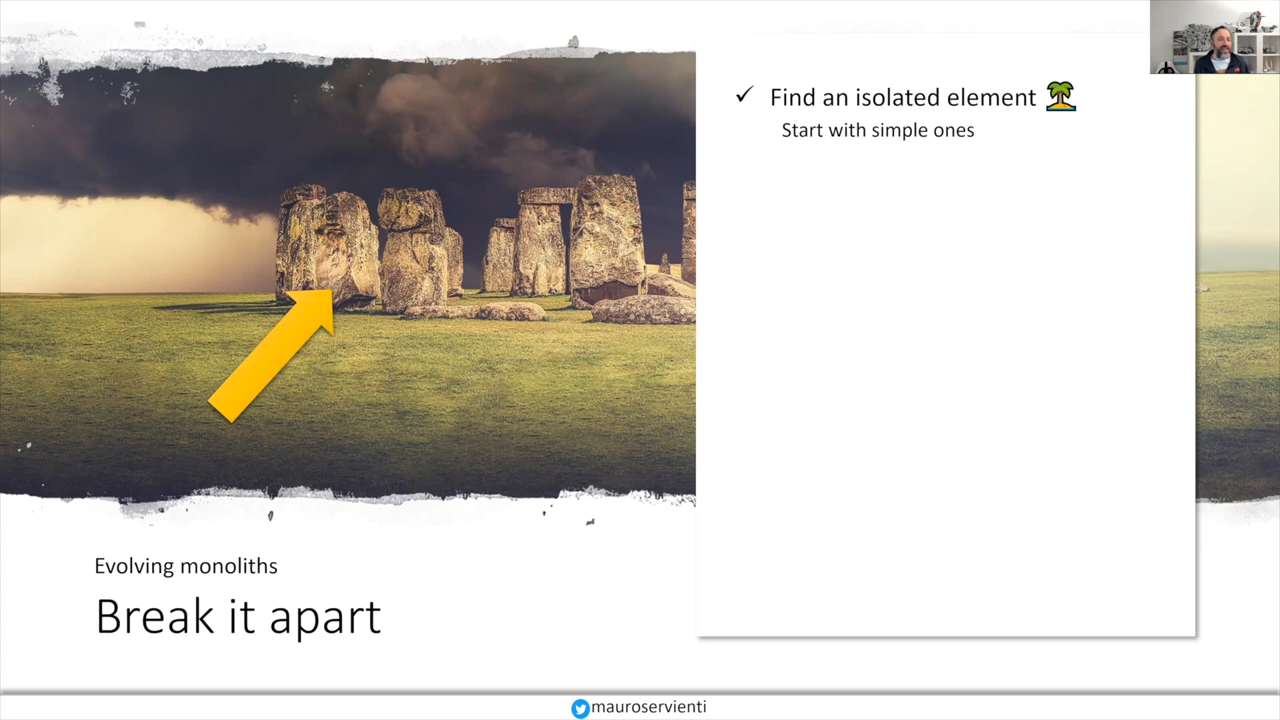 Find an isolated element
Start with simple ones
Evolving monoliths
Break it apart
mauroservienti